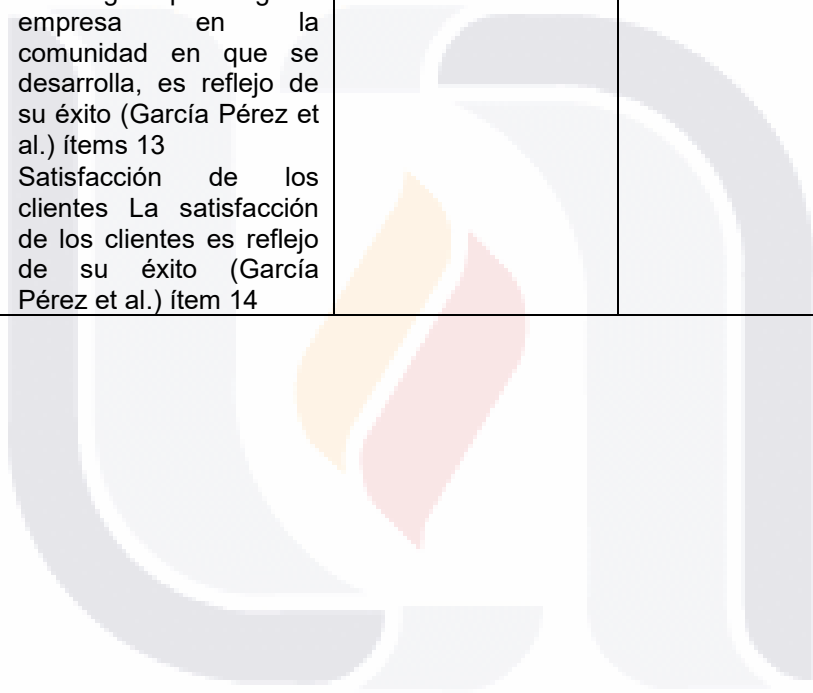 empresa en la
comunidad en que se
desarrolla, es reflejo de
su éxito (García Pérez et
al.) ítems 13
Satisfacción de los
clientes La satisfacción
de los clientes es reflejo
de su éxito (García
Pérez et al.) ítem 14